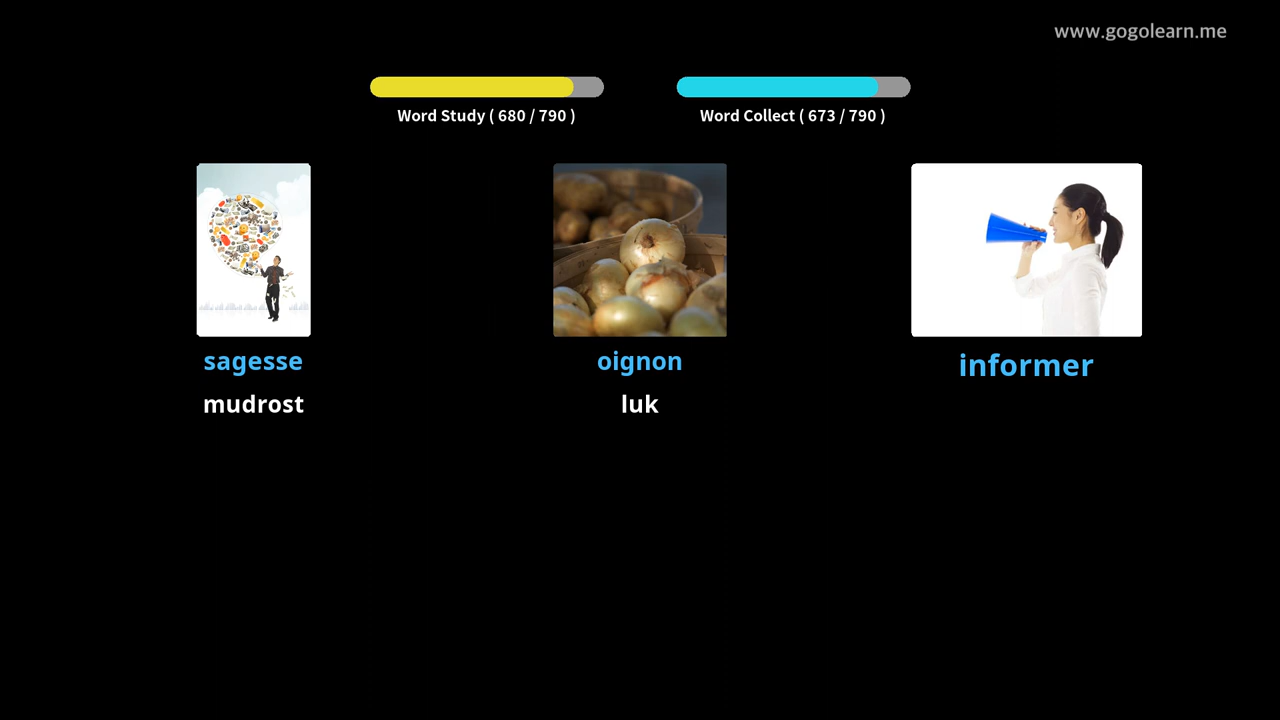 www.gogolearn.me
Word Study ( 680 / 790 )
Word Collect ( 673 / 790 )
sagesse
mudrost
oignon
luk
informer